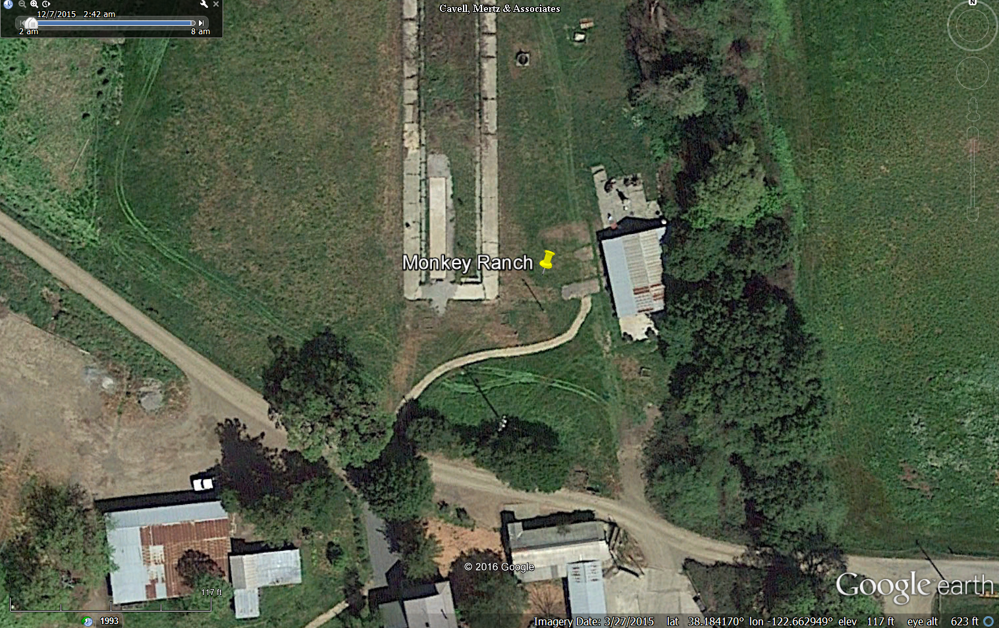 12/7/2015 2:42 am
2 am 8 am
Cavell, Mertz & Associates
N
Monkey Ranch
© 2016 Google
Google earth
117 ft
1993
Imagery Date: 3/27/2015 lat 38.184170° lon -122.662949° elev 117 ft eye alt 623 ft